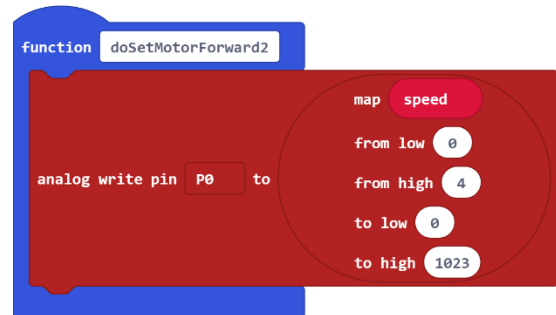 function doSetMotorForward2
map speed
from low 0
from high 4
analog write pin P0 to
to low 0
to high 1023